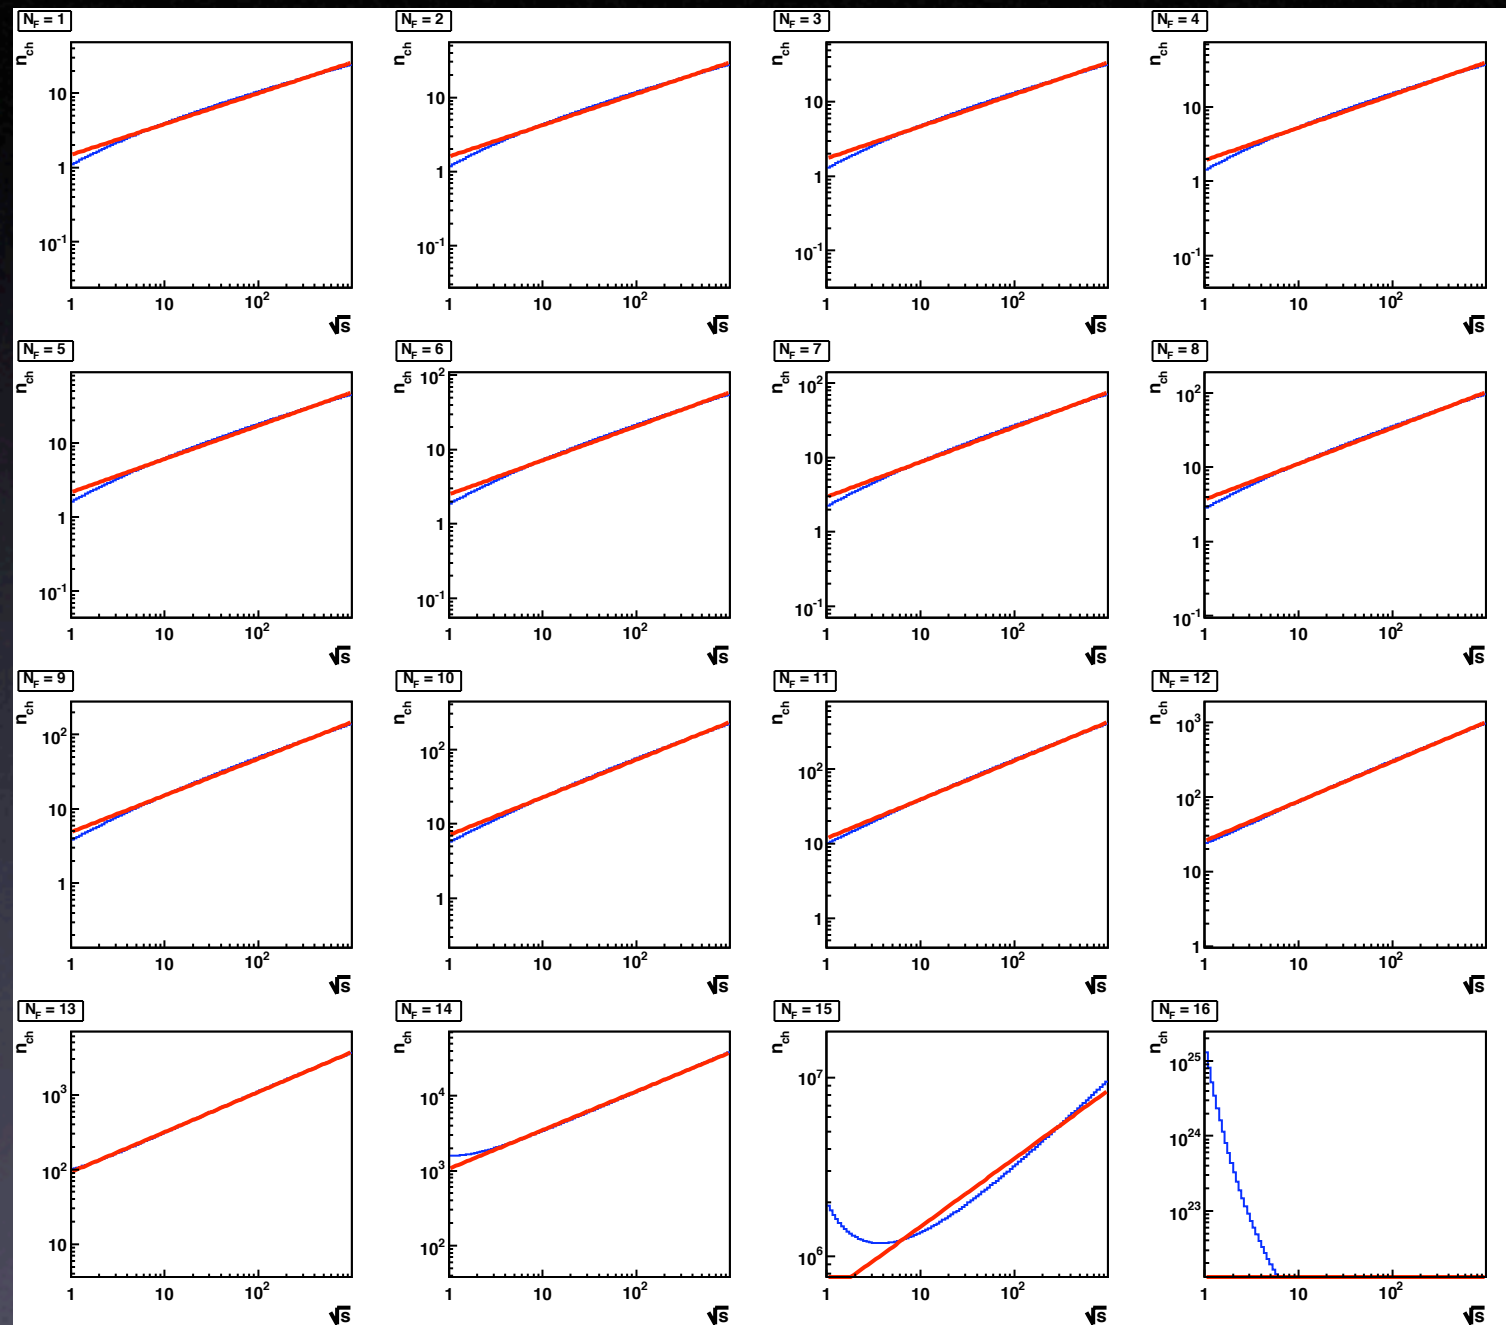 N_F = 1
n_ch
10
1
10^-1
1 10 10^2
√s
N_F = 2
n_ch
10
1
10^-1
1 10 10^2
√s
N_F = 3
n_ch
10
1
10^-1
1 10 10^2
√s
N_F = 4
n_ch
10
1
10^-1
1 10 10^2
√s
N_F = 5
n_ch
10
1
10^-1
1 10 10^2
√s
N_F = 6
n_ch
10^2
10
1
10^-1
1 10 10^2
√s
N_F = 7
n_ch
10^2
10
1
10^-1
1 10 10^2
√s
N_F = 8
n_ch
10^2
10
1
10^-1
1 10 10^2
√s
N_F = 9
n_ch
10^2
10
1
1 10 10^2
√s
N_F = 10
n_ch
10^2
10
1
1 10 10^2
√s
N_F = 11
n_ch
10^2
10
1
1 10 10^2
√s
N_F = 12
n_ch
10^3
10^2
10
1
1 10 10^2
√s
N_F = 13
n_ch
10^3
10^2
10
1 10 10^2
√s
N_F = 14
n_ch
10^4
10^3
10^2
1 10 10^2
√s
N_F = 15
n_ch
10^7
10^6
1 10 10^2
√s
N_F = 16
n_ch
10^25
10^24
10^23
1 10 10^2
√s